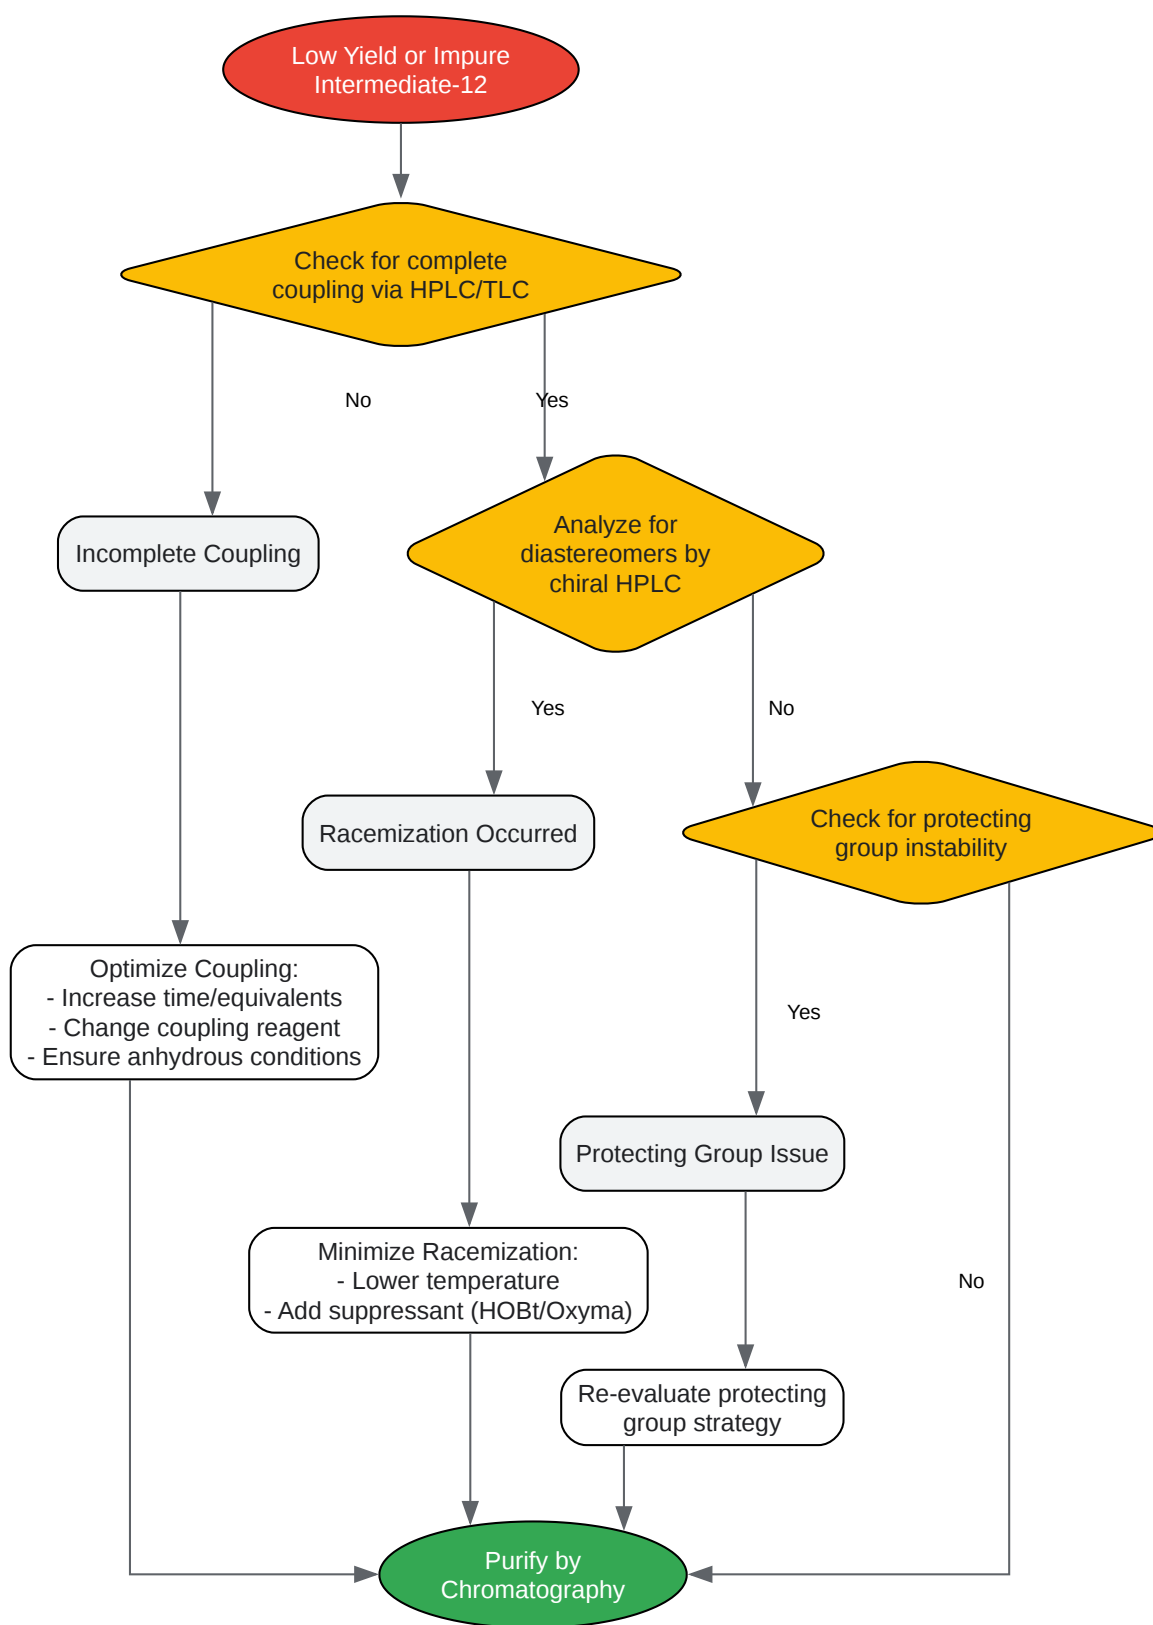 Low Yield or Impure
Intermediate-12
Check for complete
coupling via HPLC/TLC
No
Yes
Incomplete Coupling
Analyze for
diastereomers by
chiral HPLC
Yes
No
Racemization Occurred
Check for protecting
group instability
Optimize Coupling:
- Increase time/equivalents
- Change coupling reagent
- Ensure anhydrous conditions
Yes
Protecting Group Issue
Minimize Racemization:
- Lower temperature
- Add suppressant (HOBt/Oxyma)
No
Re-evaluate protecting
group strategy
Purify by
Chromatography